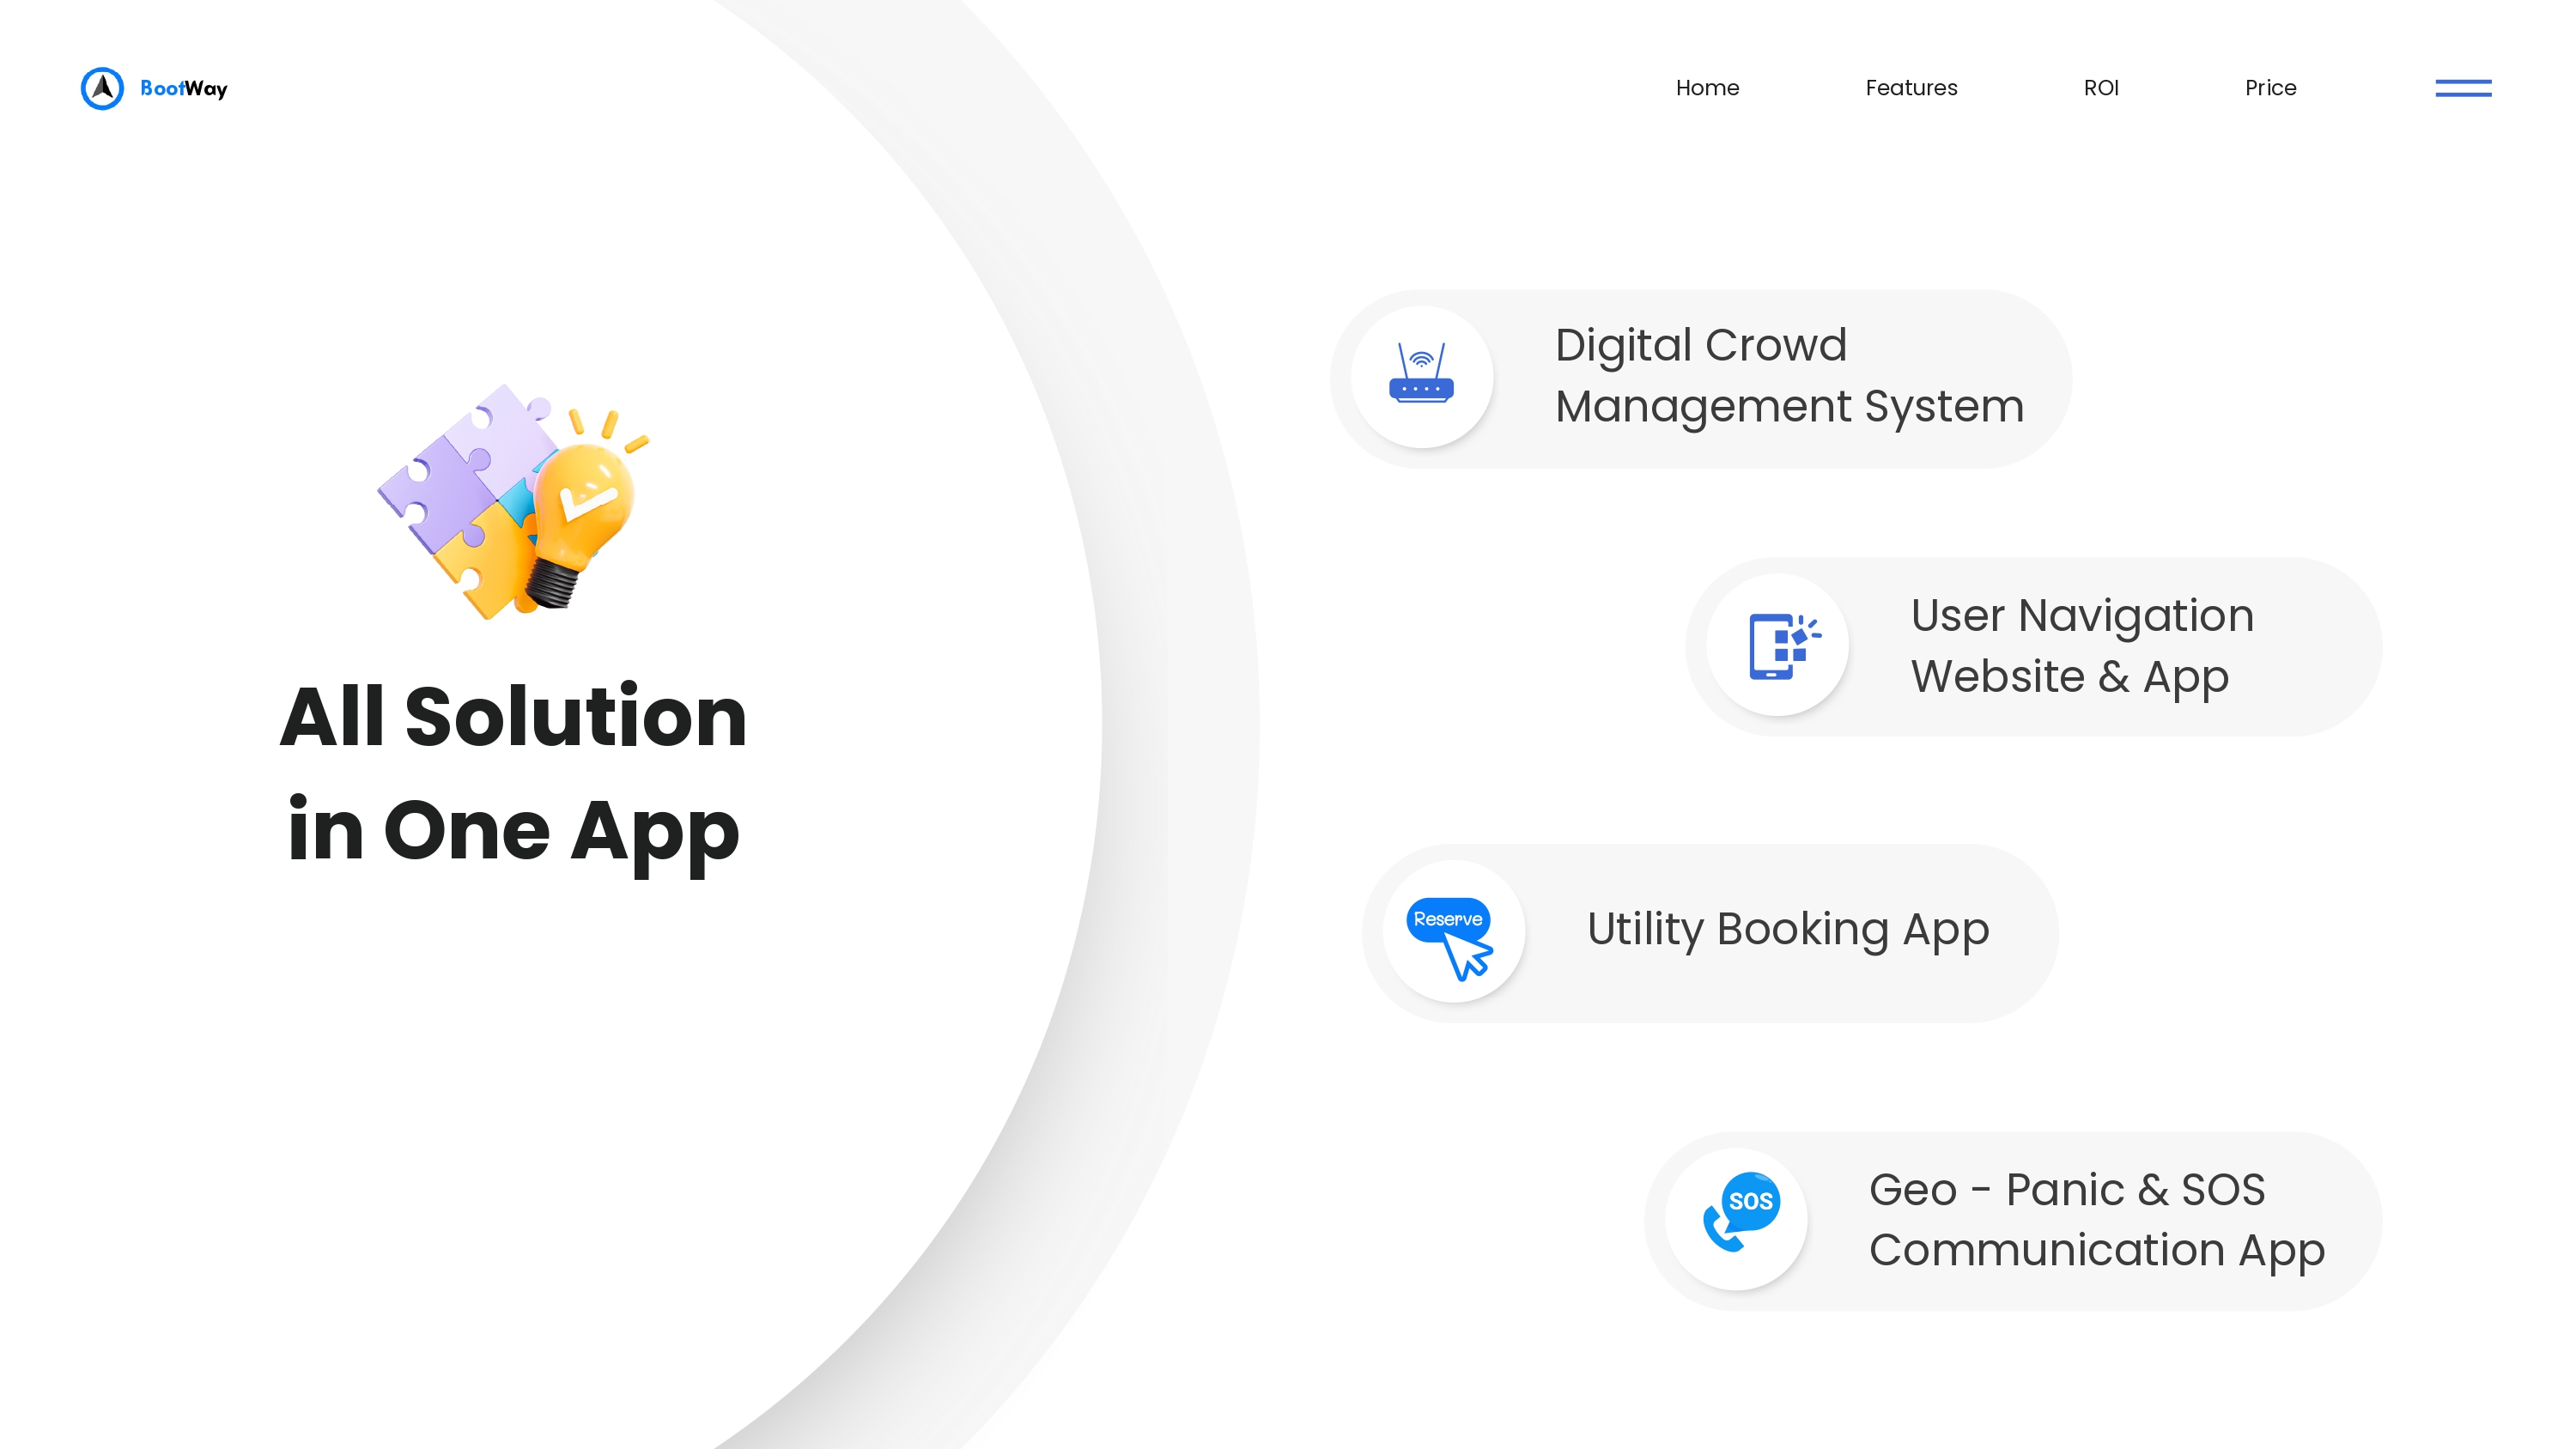 BootWay
Home Features ROI Price
All Solution
in One App
Digital Crowd
Management System
User Navigation
Website & App
Reserve
Utility Booking App
SOS
Geo - Panic & SOS
Communication App